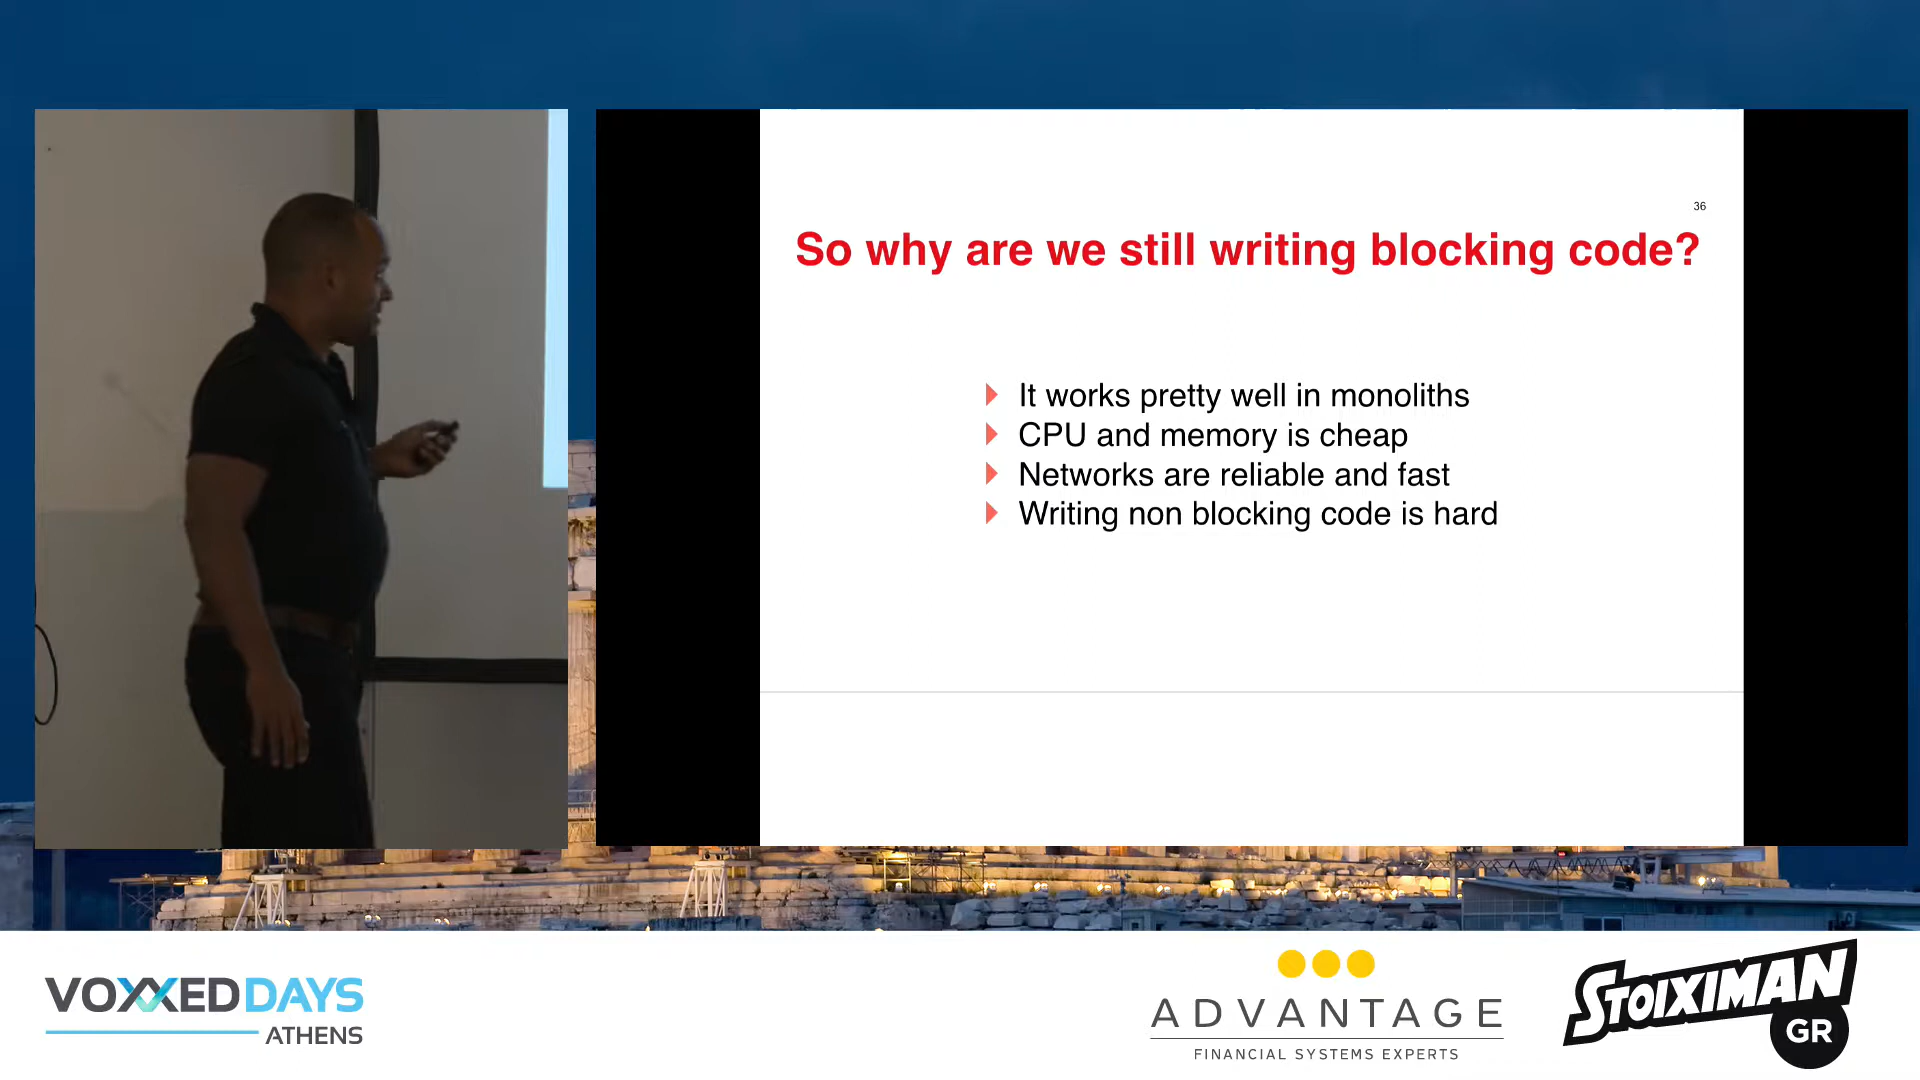 36
So why are we still writing blocking code?
It works pretty well in monoliths
CPU and memory is cheap
Networks are reliable and fast
Writing non blocking code is hard
VOXXEDDAYS
ATHENS
ADVANTAGE
FINANCIAL SYSTEMS EXPERTS
STOIXIMAN
GR